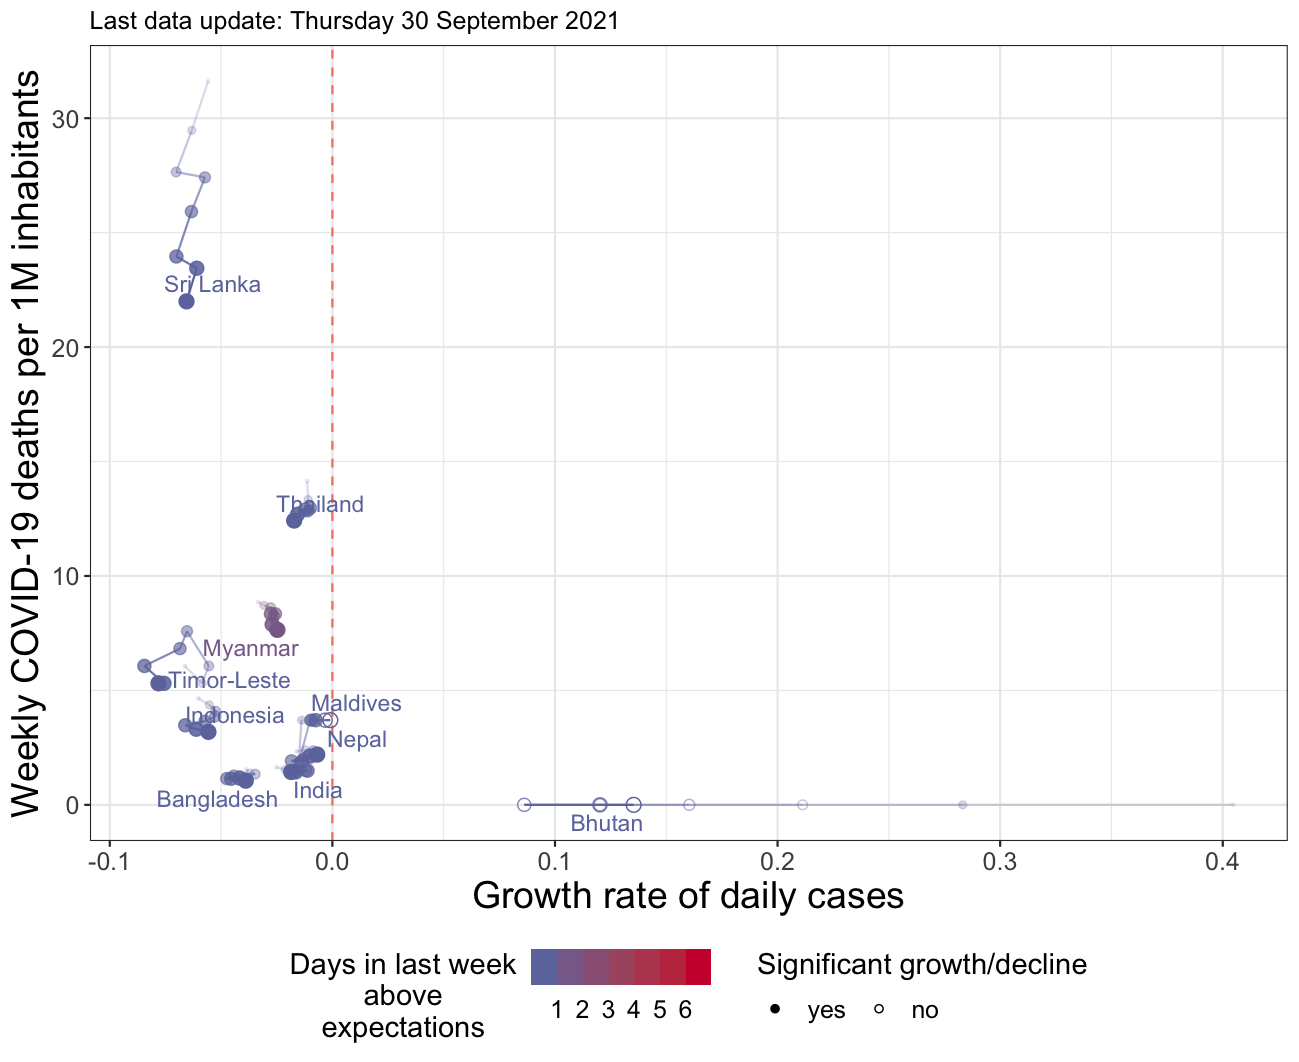 Last data update: Thursday 30 September 2021
Weekly COVID-19 deaths per 1M inhabitants
30
20
10
0
Sri Lanka
Thailand
Myanmar
Timor-Leste
Indonesia
Maldives
Nepal
India
Bangladesh
Bhutan
-0.1
0.0
0.1
0.2
0.3
0.4
Growth rate of daily cases
Days in last week
above
expectations
1 2 3 4 5 6
Significant growth/decline
yes
no